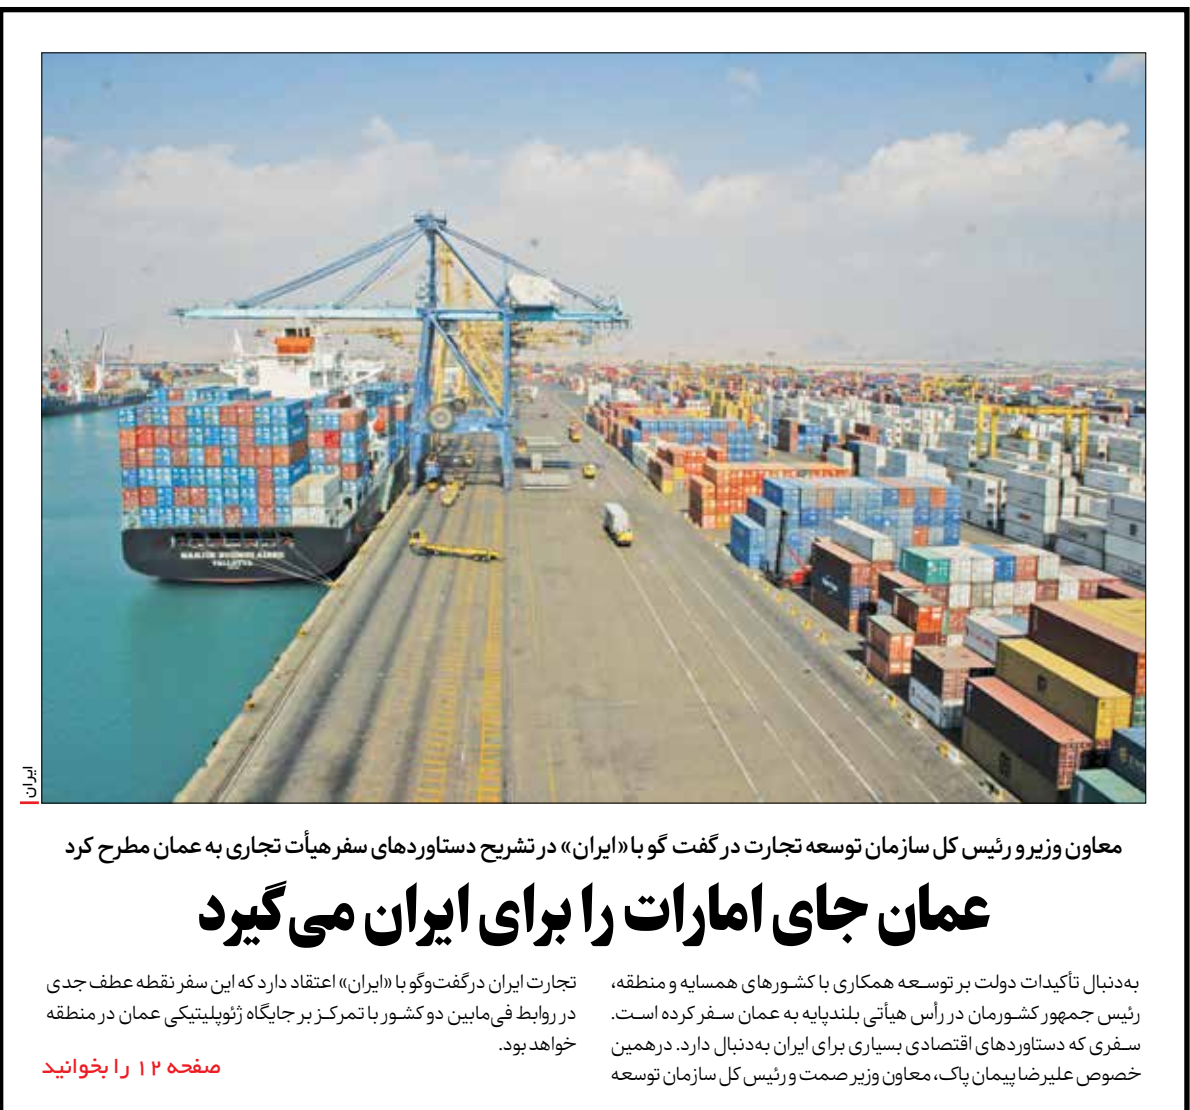 ایران
معاون وزیر و رئیس کل سازمان توسعه تجارت در گفت گو با «ایران» در تشریح دستاوردهای سفر هیأت تجاری به عمان مطرح کرد
عمان جای امارات را برای ایران می‌گیرد
به‌دنبال تأکیدات دولت بر توسعه همکاری با کشورهای همسایه و منطقه،
رئیس جمهور کشورمان در رأس هیأتی بلندپایه به عمان سفر کرده است.
سفری که دستاوردهای اقتصادی بسیاری برای ایران به‌دنبال دارد. درهمین
خصوص علیرضا پیمان پاک، معاون وزیر صمت و رئیس کل سازمان توسعه
تجارت ایران درگفت‌وگو با «ایران» اعتقاد دارد که این سفر نقطه عطف جدی
در روابط فی‌مابین دو کشور با تمرکز بر جایگاه ژئوپلیتیکی عمان در منطقه
خواهد بود.
صفحه ۱۲ را بخوانید